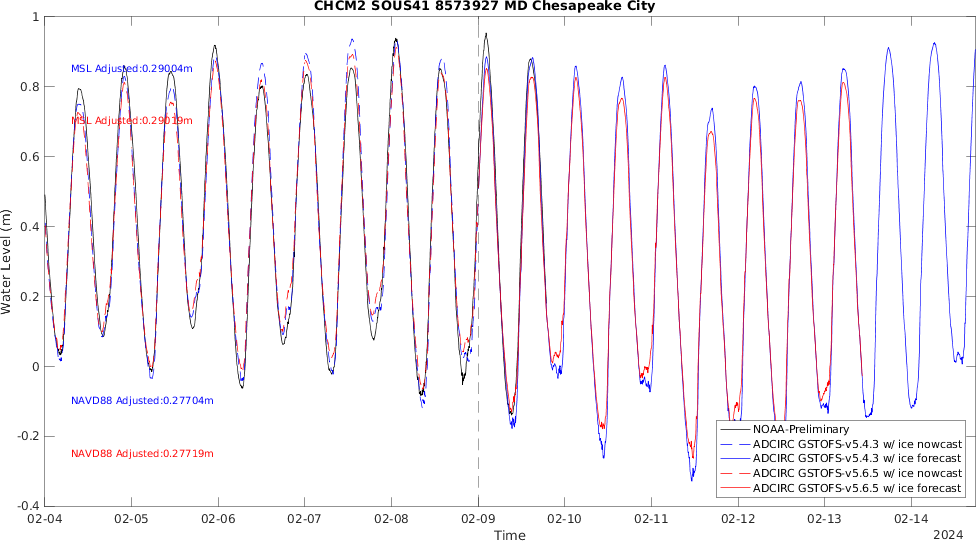 CHCM2 SOUS41 8573927 MD Chesapeake City
1
0.8
0.6
0.4
0.2
0
-0.2
-0.4
Water Level (m)
MSL Adjusted:0.29004m
MSL Adjusted:0.29019m
NAVD88 Adjusted:0.27704m
NAVD88 Adjusted:0.27719m
NOAA-Preliminary
ADCIRC GSTOFS-v5.4.3 w/ ice nowcast
ADCIRC GSTOFS-v5.4.3 w/ ice forecast
ADCIRC GSTOFS-v5.6.5 w/ ice nowcast
ADCIRC GSTOFS-v5.6.5 w/ ice forecast
02-04 02-05 02-06 02-07 02-08 02-09 02-10 02-11 02-12 02-13 02-14
Time
2024